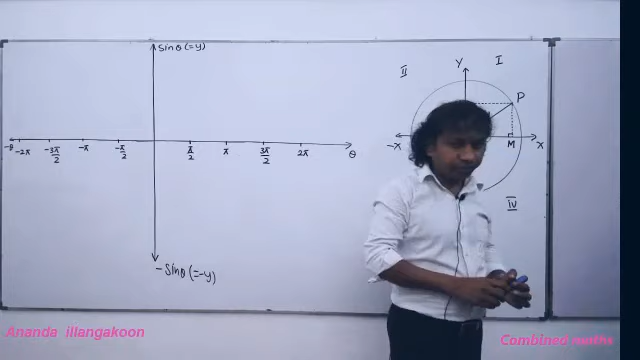 sinθ(=y)
II
Y
I
P
-θ -2π -3π/2 -π -π/2 π/2 π 3π/2 2π θ
-X
M
X
IV
-sinθ(=-y)
Ananda illangakoon
Combined maths